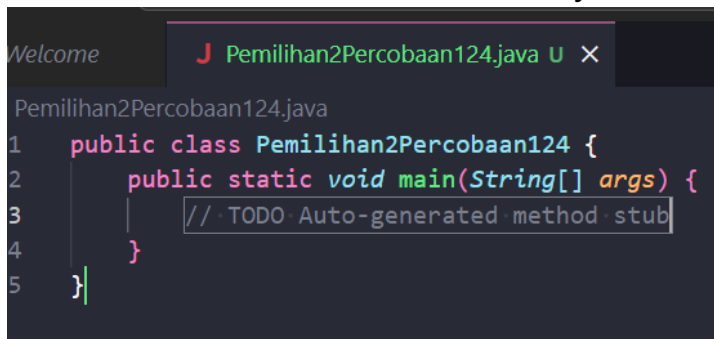 Welcome
J Pemilihan2Percobaan124.java U ×
Pemilihan2Percobaan124.java
1 public class Pemilihan2Percobaan124 {
2 public static void main(String[] args) {
3 // TODO Auto-generated method stub
4 }
5 }